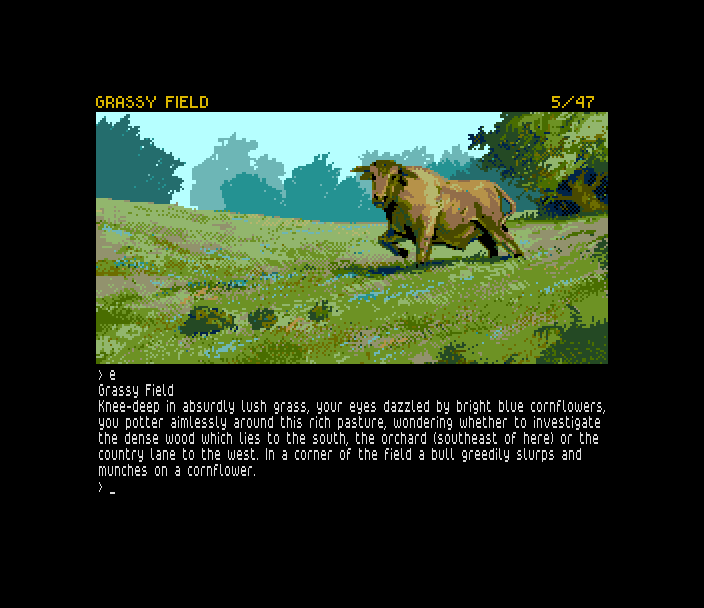 GRASSY FIELD 5/47
> e
Grassy Field
Knee-deep in absurdly lush grass, your eyes dazzled by bright blue cornflowers,
you potter aimlessly around this rich pasture, wondering whether to investigate
the dense wood which lies to the south, the orchard (southeast of here) or the
country lane to the west. In a corner of the field a bull greedily slurps and
munches on a cornflower.
> _